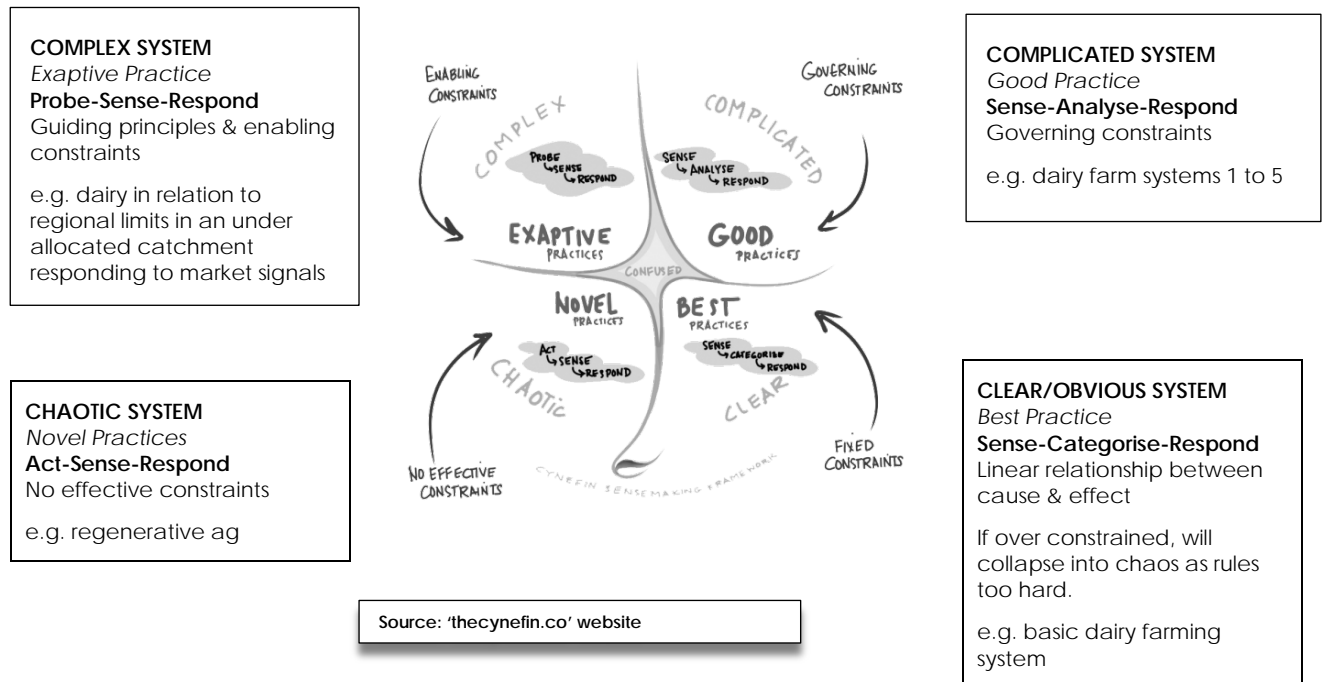 COMPLEX SYSTEM
Exaptive Practice
Probe-Sense-Respond
Guiding principles & enabling
constraints
e.g. dairy in relation to
regional limits in an under
allocated catchment
responding to market signals
CHAOTIC SYSTEM
Novel Practices
Act-Sense-Respond
No effective constraints
e.g. regenerative ag
ENABLING
CONSTRAINTS
COMPLEX
PROBE
SENSE
RESPOND
EXAPTIVE
PRACTICES
GOVERNING
CONSTRAINTS
COMPLICATED
SENSE
ANALYSE
RESPOND
GOOD
PRACTICES
CONFUSED
NOVEL
PRACTICES
ACT
SENSE
RESPOND
CHAOTIC
NO EFFECTIVE
CONSTRAINTS
BEST
PRACTICES
SENSE
CATEGORISE
RESPOND
CLEAR
FIXED
CONSTRAINTS
CYNEFIN SENSEMAKING FRAMEWORK
Source: 'thecynefin.co' website
COMPLICATED SYSTEM
Good Practice
Sense-Analyse-Respond
Governing constraints
e.g. dairy farm systems 1 to 5
CLEAR/OBVIOUS SYSTEM
Best Practice
Sense-Categorise-Respond
Linear relationship between
cause & effect
If over constrained, will
collapse into chaos as rules
too hard.
e.g. basic dairy farming
system